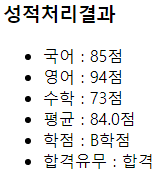 성적처리결과
• 국어 : 85점
• 영어 : 94점
• 수학 : 73점
• 평균 : 84.0점
• 학점 : B학점
• 합격유무 : 합격